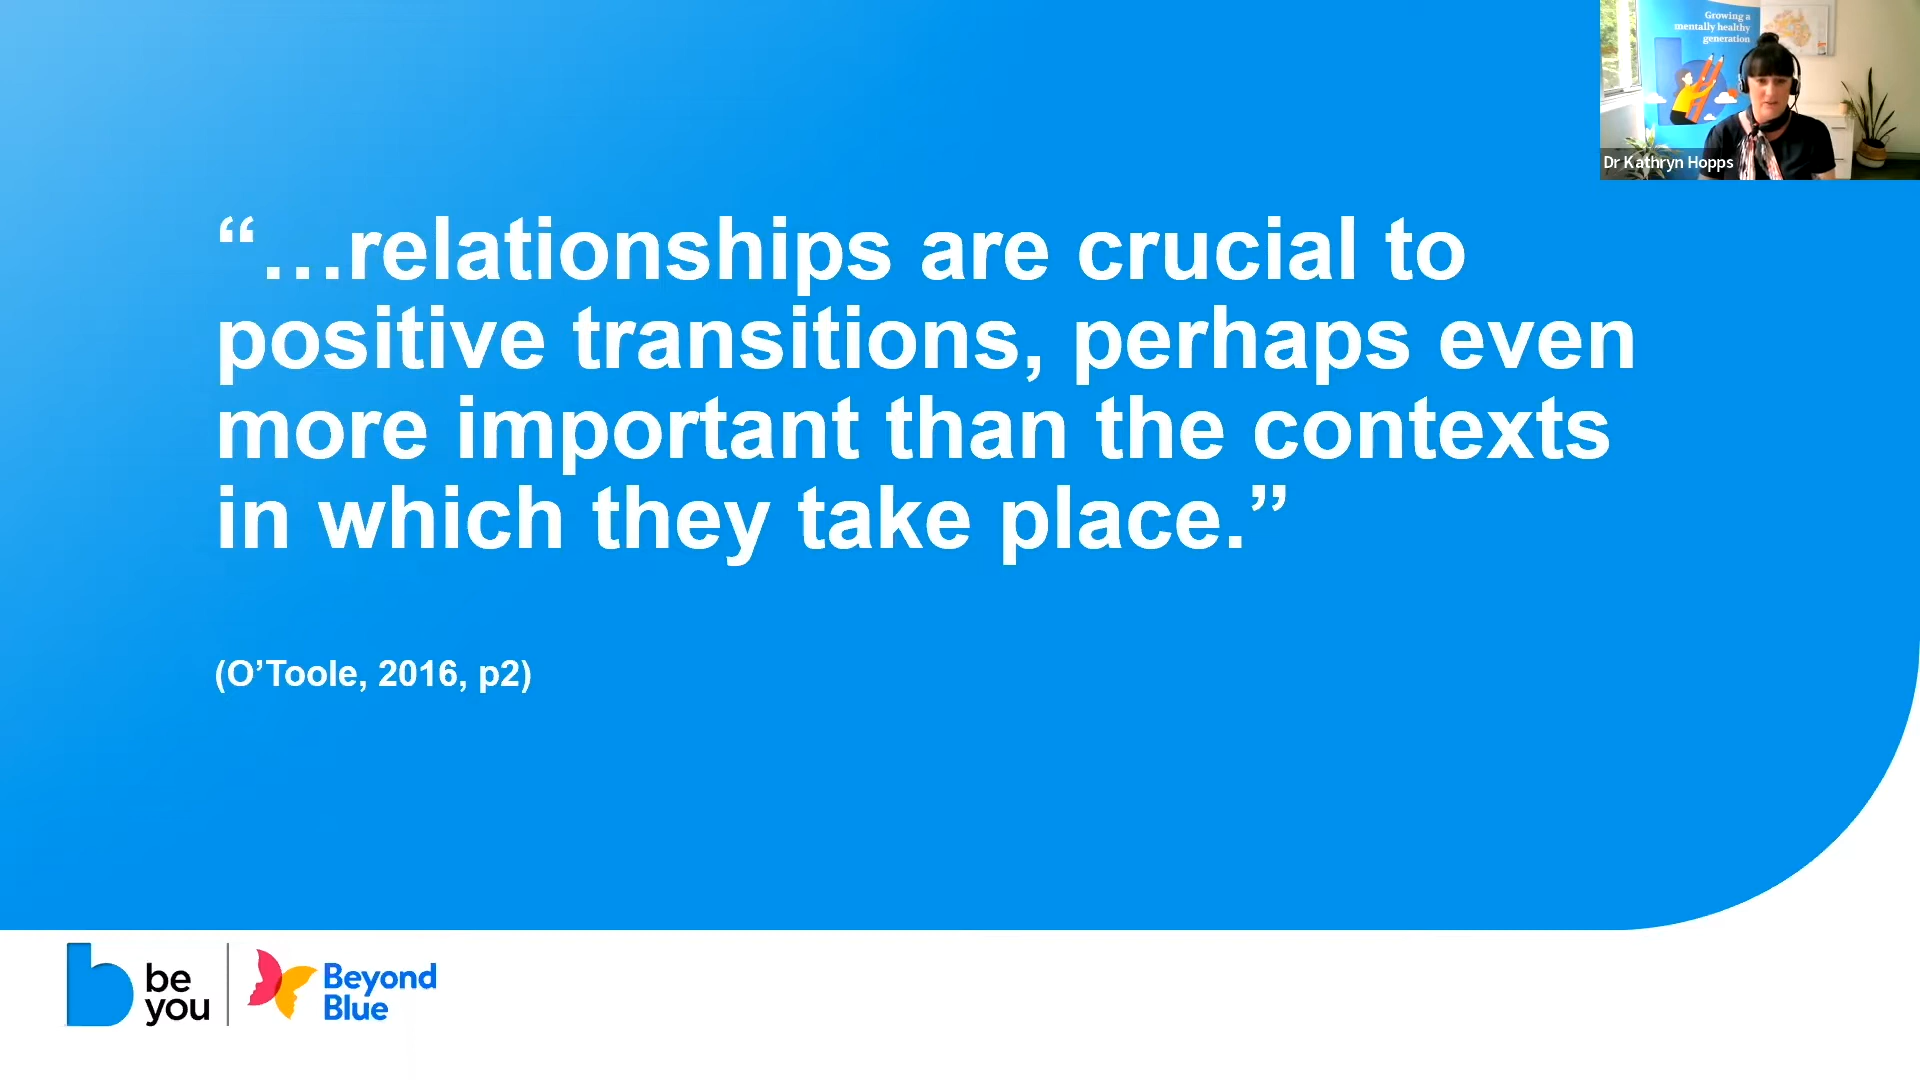 Growing a
mentally healthy
generation
Dr Kathryn Hopps
“…relationships are crucial to
positive transitions, perhaps even
more important than the contexts
in which they take place.”
(O’Toole, 2016, p2)
be
you
Beyond
Blue